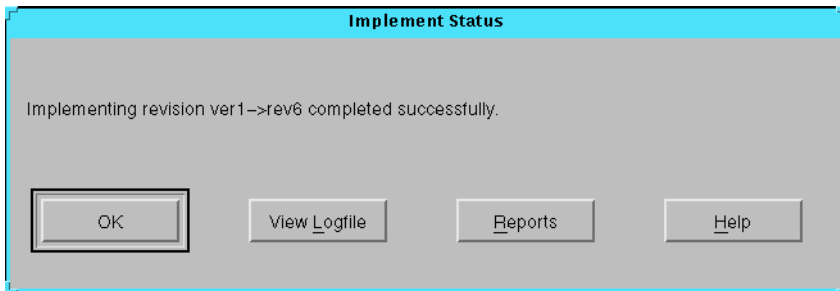 Implement Status
Implementing revision ver1->rev6 completed successfully.
OK
View Logfile
Reports
Help